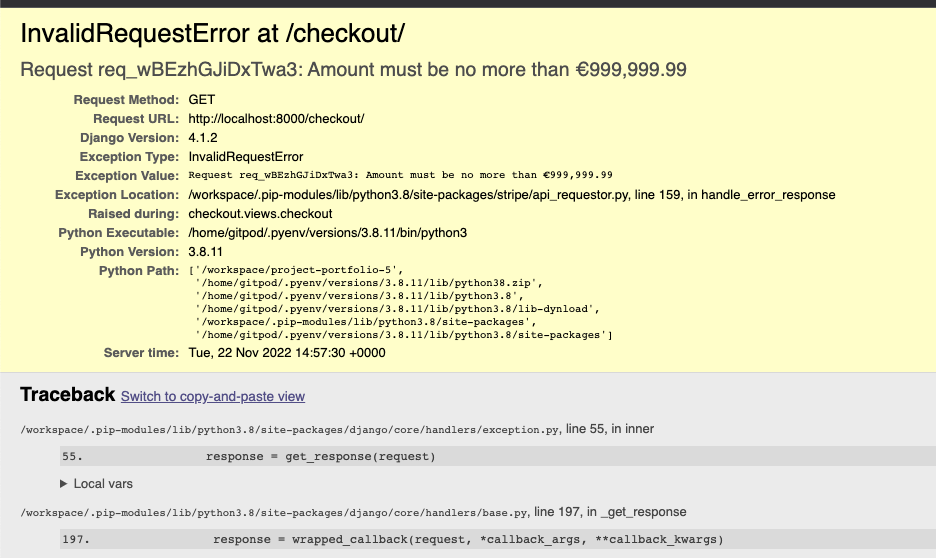 InvalidRequestError at /checkout/
Request req_wBEzhGJiDxTwa3: Amount must be no more than €999,999.99
Request Method: GET
Request URL: http://localhost:8000/checkout/
Django Version: 4.1.2
Exception Type: InvalidRequestError
Exception Value: Request req_wBEzhGJiDxTwa3: Amount must be no more than €999,999.99
Exception Location: /workspace/.pip-modules/lib/python3.8/site-packages/stripe/api_requestor.py, line 159, in handle_error_response
Raised during: checkout.views.checkout
Python Executable: /home/gitpod/.pyenv/versions/3.8.11/bin/python3
Python Version: 3.8.11
Python Path: ['/workspace/project-portfolio-5',
'/home/gitpod/.pyenv/versions/3.8.11/lib/python38.zip',
'/home/gitpod/.pyenv/versions/3.8.11/lib/python3.8',
'/home/gitpod/.pyenv/versions/3.8.11/lib/python3.8/lib-dynload',
'/workspace/.pip-modules/lib/python3.8/site-packages',
'/home/gitpod/.pyenv/versions/3.8.11/lib/python3.8/site-packages']
Server time: Tue, 22 Nov 2022 14:57:30 +0000
Traceback Switch to copy-and-paste view
/workspace/.pip-modules/lib/python3.8/site-packages/django/core/handlers/exception.py, line 55, in inner
55. response = get_response(request)
▶ Local vars
/workspace/.pip-modules/lib/python3.8/site-packages/django/core/handlers/base.py, line 197, in _get_response
197. response = wrapped_callback(request, *callback_args, **callback_kwargs)